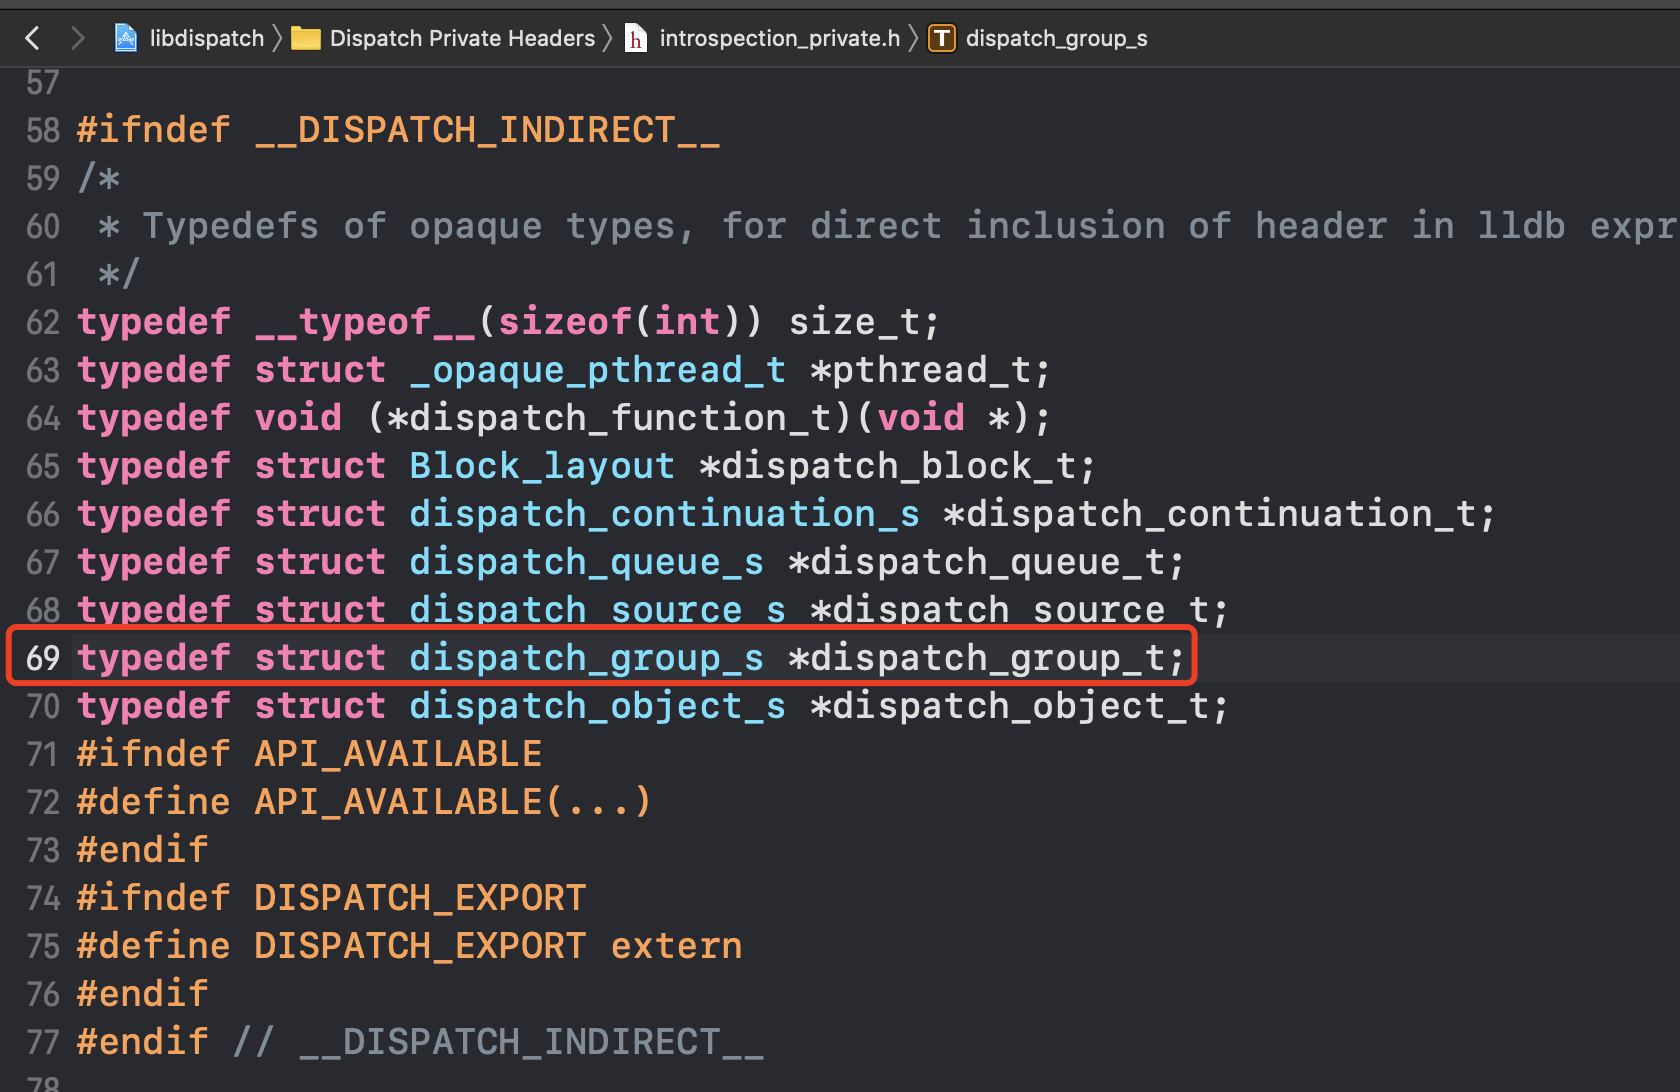 libdispatch Dispatch Private Headers introspection_private.h T dispatch_group_s
57
58 #ifndef __DISPATCH_INDIRECT__
59 /*
60  * Typedefs of opaque types, for direct inclusion of header in lldb expr
61  */
62 typedef __typeof__(sizeof(int)) size_t;
63 typedef struct _opaque_pthread_t *pthread_t;
64 typedef void (*dispatch_function_t)(void *);
65 typedef struct Block_layout *dispatch_block_t;
66 typedef struct dispatch_continuation_s *dispatch_continuation_t;
67 typedef struct dispatch_queue_s *dispatch_queue_t;
68 typedef struct dispatch_source_s *dispatch_source_t;
69 typedef struct dispatch_group_s *dispatch_group_t;
70 typedef struct dispatch_object_s *dispatch_object_t;
71 #ifndef API_AVAILABLE
72 #define API_AVAILABLE(...)
73 #endif
74 #ifndef DISPATCH_EXPORT
75 #define DISPATCH_EXPORT extern
76 #endif
77 #endif // __DISPATCH_INDIRECT__
78